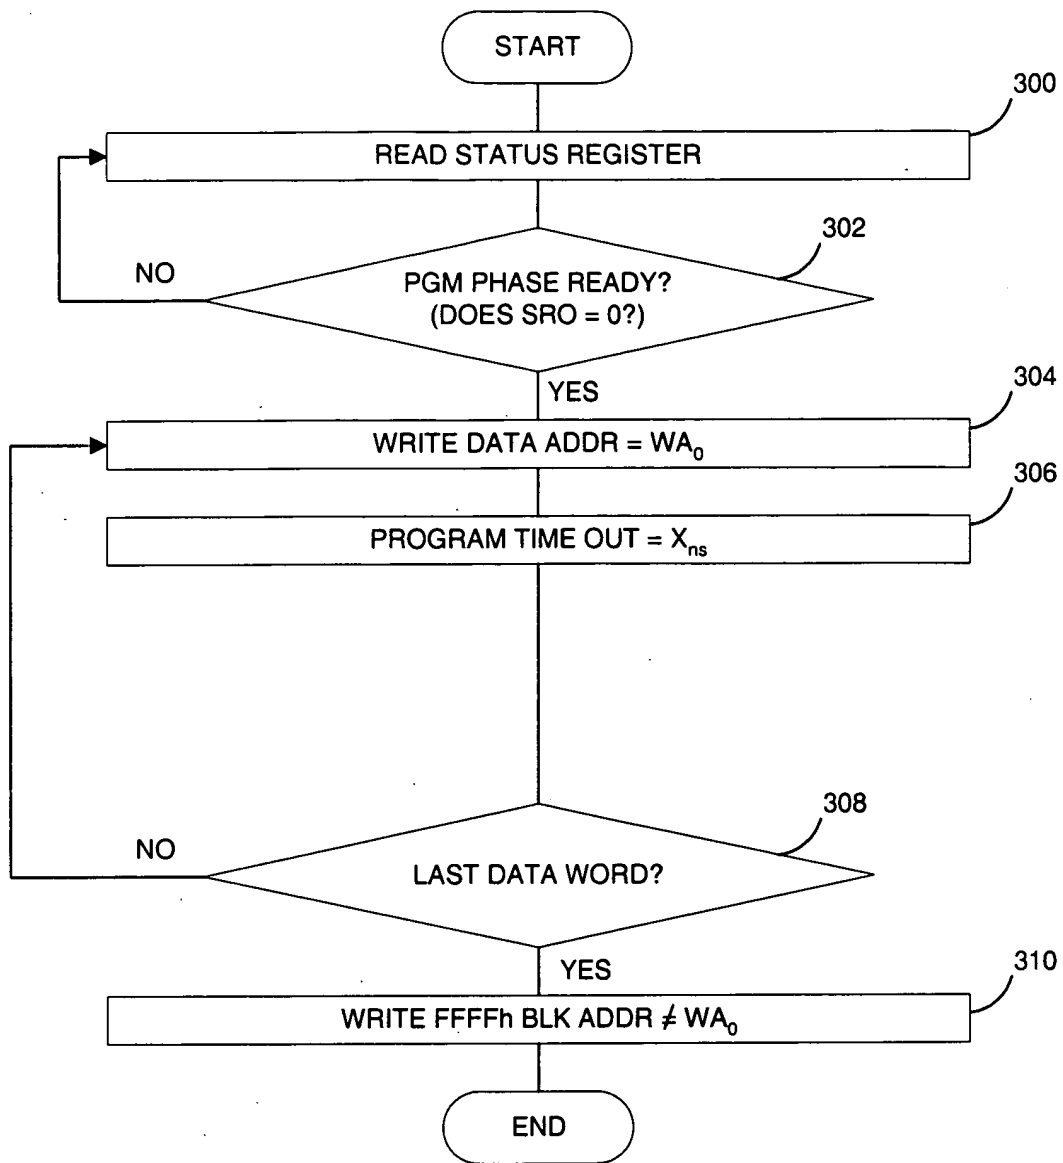 START
300
READ STATUS REGISTER
302
NO
PGM PHASE READY?
(DOES SRO = 0?)
YES
304
WRITE DATA ADDR = WA₀
306
PROGRAM TIME OUT = Xₙₛ
308
NO
LAST DATA WORD?
YES
310
WRITE FFFFh BLK ADDR ≠ WA₀
END